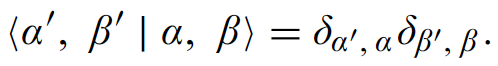 ⟨α′, β′ | α, β⟩ = δ_{α′, α}δ_{β′, β}.